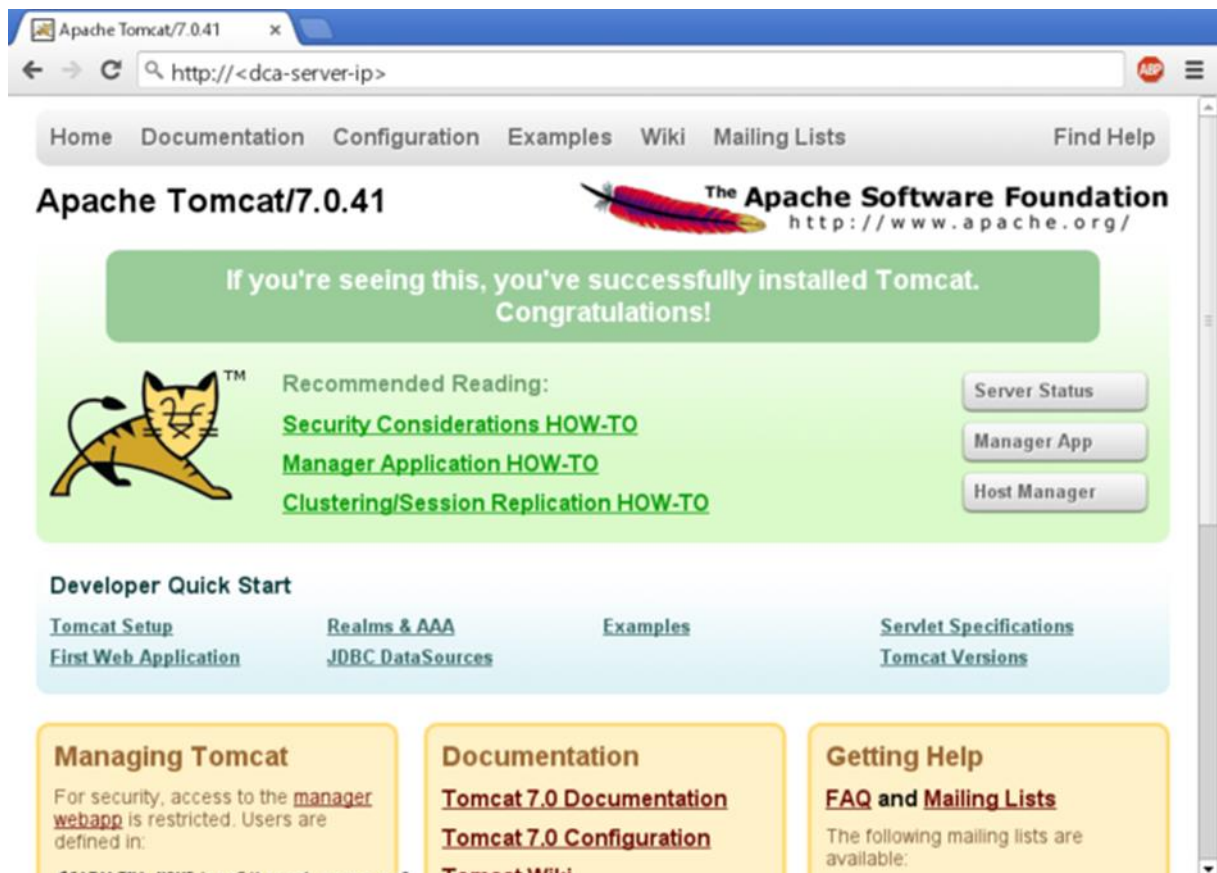 Apache Tomcat/7.0.41
http://<dca-server-ip>
ABP
Home Documentation Configuration Examples Wiki Mailing Lists Find Help
Apache Tomcat/7.0.41
The Apache Software Foundation
http://www.apache.org/
If you're seeing this, you've successfully installed Tomcat.
Congratulations!
TM
Recommended Reading:
Security Considerations HOW-TO
Manager Application HOW-TO
Clustering/Session Replication HOW-TO
Server Status
Manager App
Host Manager
Developer Quick Start
Tomcat Setup
First Web Application
Realms & AAA
JDBC DataSources
Examples
Servlet Specifications
Tomcat Versions
Managing Tomcat
For security, access to the manager
webapp is restricted. Users are
defined in:
Documentation
Tomcat 7.0 Documentation
Tomcat 7.0 Configuration
Tomcat Wiki
Getting Help
FAQ and Mailing Lists
The following mailing lists are
available: